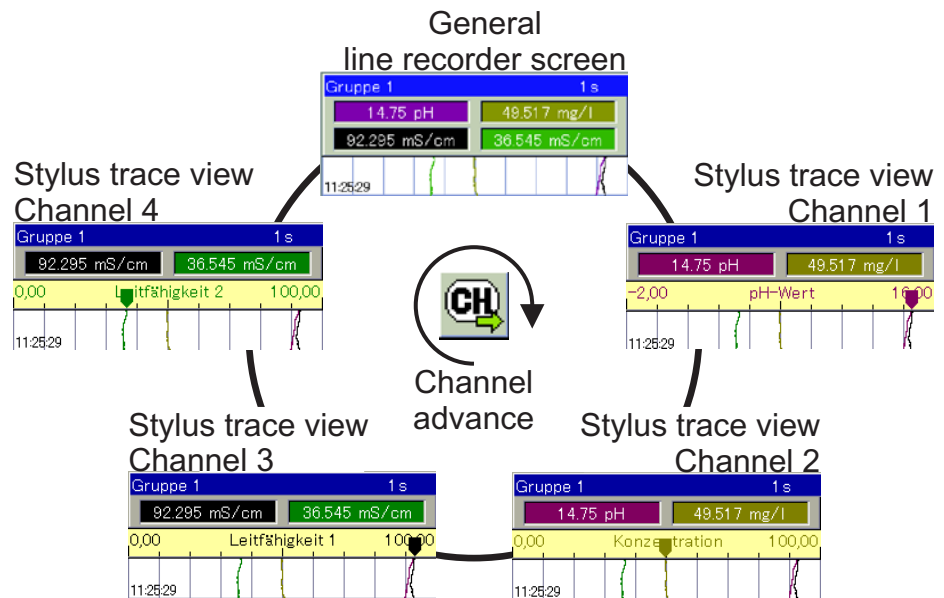 General
line recorder screen
Gruppe 1 1 s
14.75 pH 49.517 mg/l
92.295 mS/cm 36.545 mS/cm
11:25:29
Stylus trace view
Channel 4
Gruppe 1 1 s
92.295 mS/cm 36.545 mS/cm
0,00 Leitfähigkeit 2 100,00
11:25:29
Stylus trace view
Channel 1
Gruppe 1 1 s
14.75 pH 49.517 mg/l
-2,00 pH-Wert 16,00
11:25:29
CH
Channel
advance
Stylus trace view
Channel 3
Gruppe 1 1 s
92.295 mS/cm 36.545 mS/cm
0,00 Leitfähigkeit 1 100,00
11:25:29
Stylus trace view
Channel 2
Gruppe 1 1 s
14.75 pH 49.517 mg/l
0,00 Konzentration 100,00
11:25:29